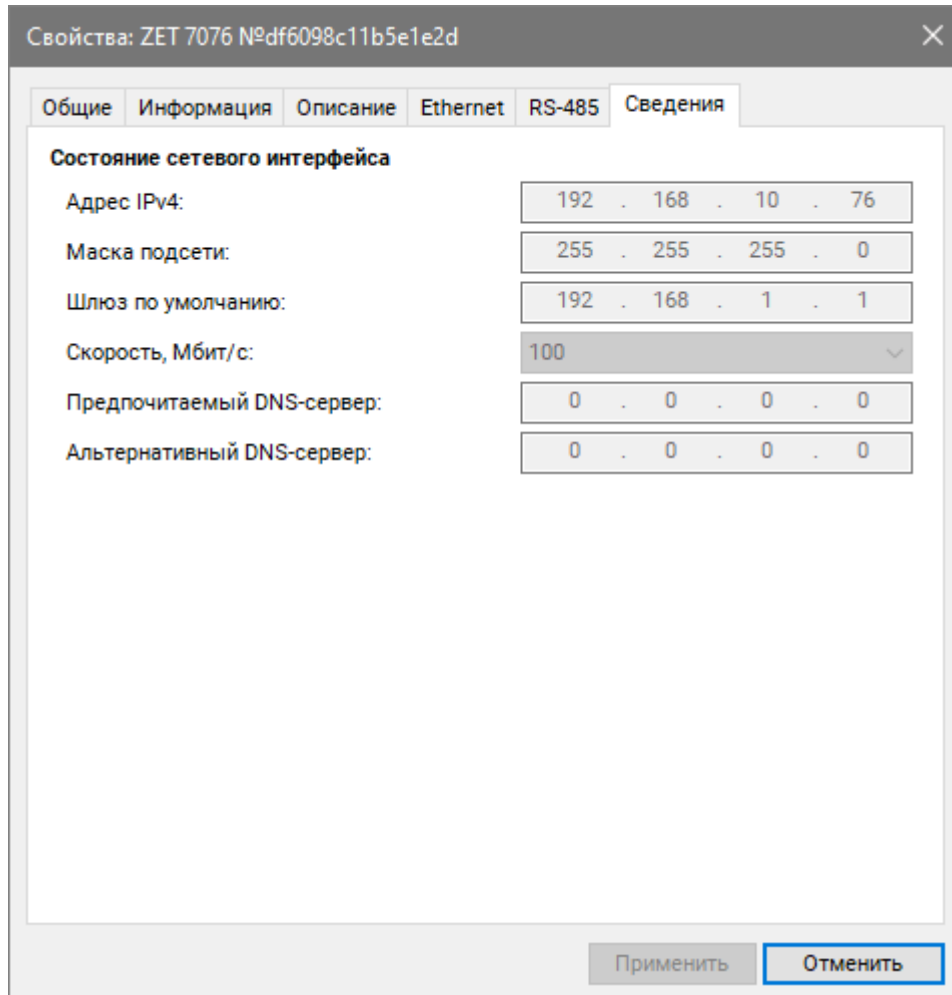 Свойства: ZET 7076 №df6098c11b5e1e2d
Общие Информация Описание Ethernet RS-485 Сведения
Состояние сетевого интерфейса
Адрес IPv4: 192 . 168 . 10 . 76
Маска подсети: 255 . 255 . 255 . 0
Шлюз по умолчанию: 192 . 168 . 1 . 1
Скорость, Мбит/с: 100
Предпочитаемый DNS-сервер: 0 . 0 . 0 . 0
Альтернативный DNS-сервер: 0 . 0 . 0 . 0
Применить Отменить